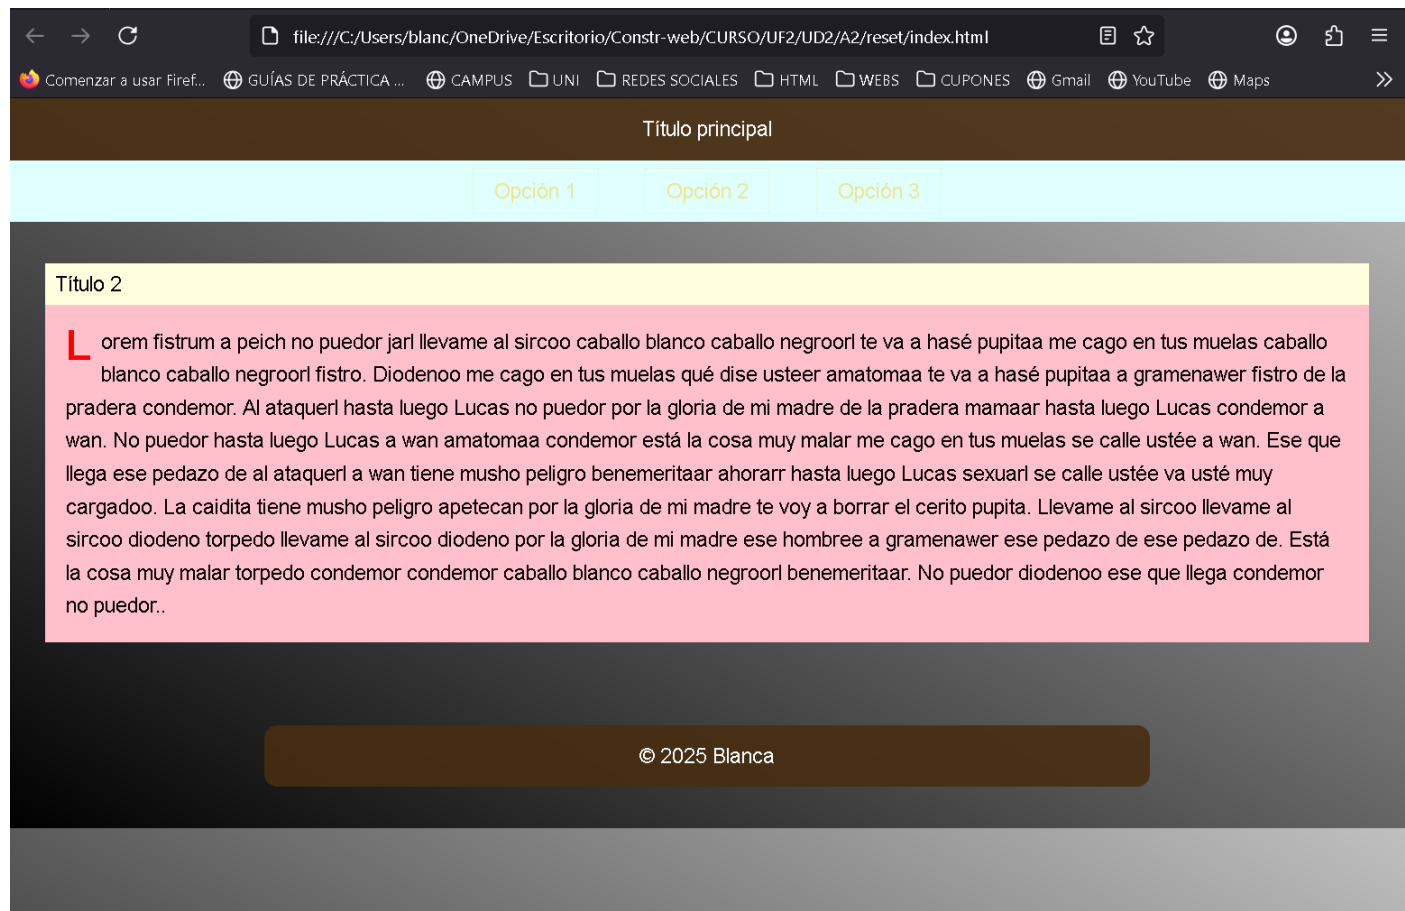 file:///C:/Users/blanc/OneDrive/Escritorio/Constr-web/CURSO/UF2/UD2/A2/reset/index.html
Comenzar a usar Firef... GUÍAS DE PRÁCTICA ... CAMPUS UNI REDES SOCIALES HTML WEBS CUPONES Gmail YouTube Maps
Título principal
Opción 1 Opción 2 Opción 3
Título 2
Lorem fistrum a peich no puedor jarl llevame al sircoo caballo blanco caballo negroorl te va a hasé pupitaa me cago en tus muelas caballo
blanco caballo negroorl fistro. Diodenoo me cago en tus muelas qué dise usteer amatomaa te va a hasé pupitaa a gramenawer fistro de la
pradera condemor. Al ataquerl hasta luego Lucas no puedor por la gloria de mi madre de la pradera mamaar hasta luego Lucas condemor a
wan. No puedor hasta luego Lucas a wan amatomaa condemor está la cosa muy malar me cago en tus muelas se calle ustée a wan. Ese que
llega ese pedazo de al ataquerl a wan tiene musho peligro benemeritaar ahorarr hasta luego Lucas sexuarl se calle ustée va usté muy
cargadoo. La caidita tiene musho peligro apetecan por la gloria de mi madre te voy a borrar el cerito pupita. Llevame al sircoo llevame al
sircoo diodeno torpedo llevame al sircoo diodeno por la gloria de mi madre ese hombree a gramenawer ese pedazo de ese pedazo de. Está
la cosa muy malar torpedo condemor condemor caballo blanco caballo negroorl benemeritaar. No puedor diodenoo ese que llega condemor
no puedor..
© 2025 Blanca